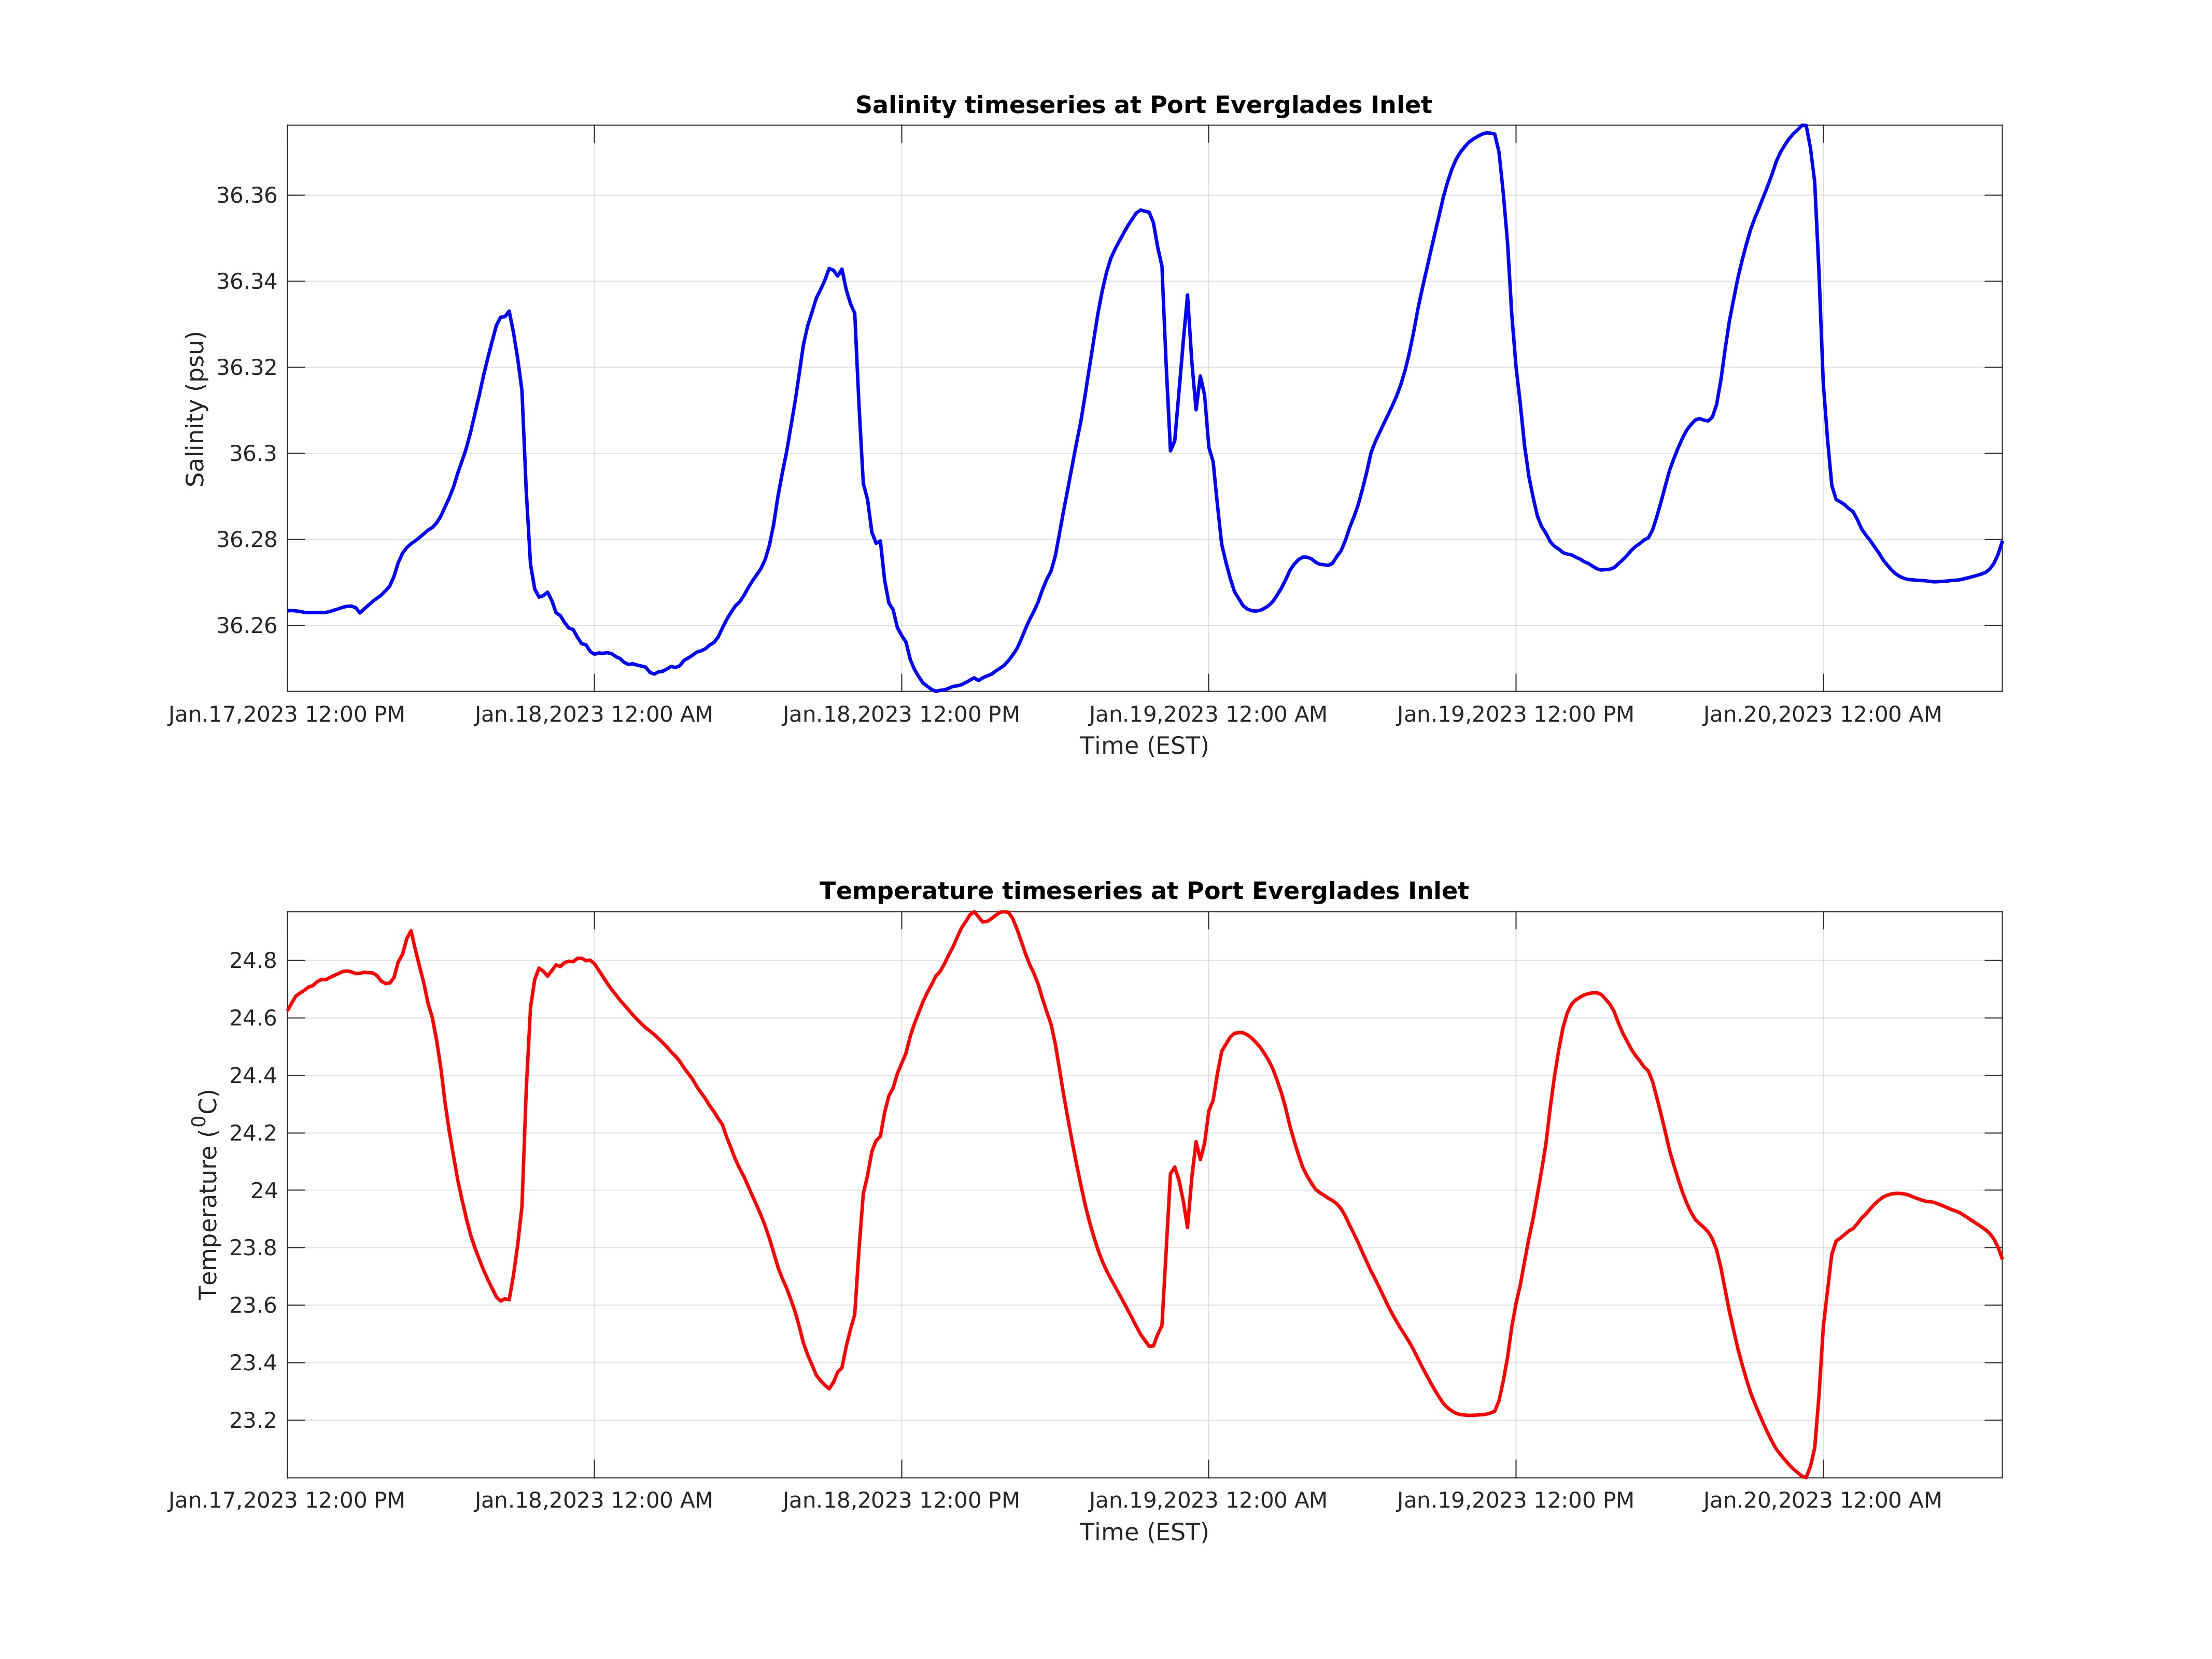 Salinity timeseries at Port Everglades Inlet
Salinity (psu)
36.36
36.34
36.32
36.3
36.28
36.26
Jan.17,2023 12:00 PM Jan.18,2023 12:00 AM Jan.18,2023 12:00 PM Jan.19,2023 12:00 AM Jan.19,2023 12:00 PM Jan.20,2023 12:00 AM
Time (EST)
Temperature timeseries at Port Everglades Inlet
Temperature (⁰C)
24.8
24.6
24.4
24.2
24
23.8
23.6
23.4
23.2
Jan.17,2023 12:00 PM Jan.18,2023 12:00 AM Jan.18,2023 12:00 PM Jan.19,2023 12:00 AM Jan.19,2023 12:00 PM Jan.20,2023 12:00 AM
Time (EST)